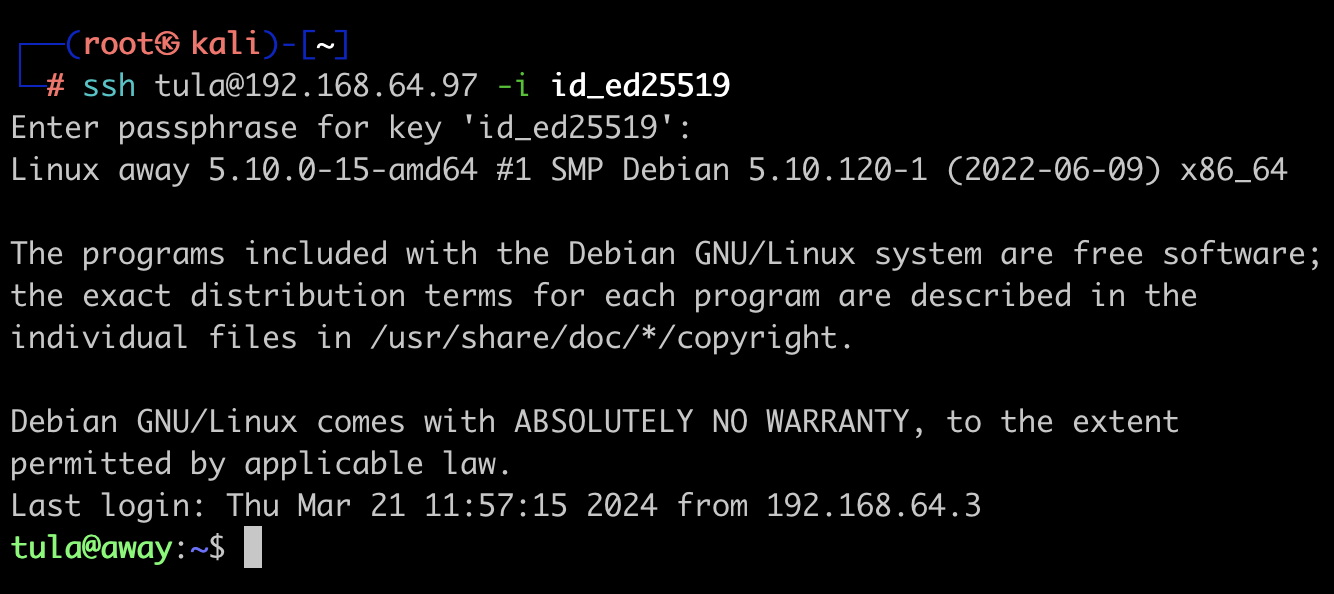 ┌──(root㉿kali)-[~]
└─# ssh tula@192.168.64.97 -i id_ed25519
Enter passphrase for key 'id_ed25519':
Linux away 5.10.0-15-amd64 #1 SMP Debian 5.10.120-1 (2022-06-09) x86_64
The programs included with the Debian GNU/Linux system are free software;
the exact distribution terms for each program are described in the
individual files in /usr/share/doc/*/copyright.
Debian GNU/Linux comes with ABSOLUTELY NO WARRANTY, to the extent
permitted by applicable law.
Last login: Thu Mar 21 11:57:15 2024 from 192.168.64.3
tula@away:~$